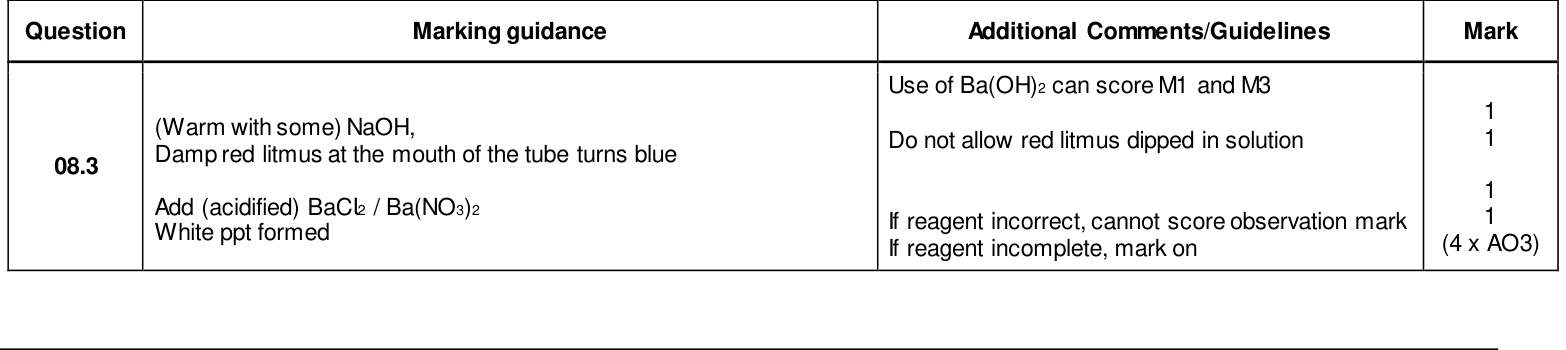 Question Marking guidance Additional Comments/Guidelines Mark
08.3
(Warm with some) NaOH,
Damp red litmus at the mouth of the tube turns blue
Add (acidified) BaCl₂ / Ba(NO₃)₂
White ppt formed
Use of Ba(OH)₂ can score M1 and M3
Do not allow red litmus dipped in solution
If reagent incorrect, cannot score observation mark
If reagent incomplete, mark on
1
1
1
1
(4 x AO3)